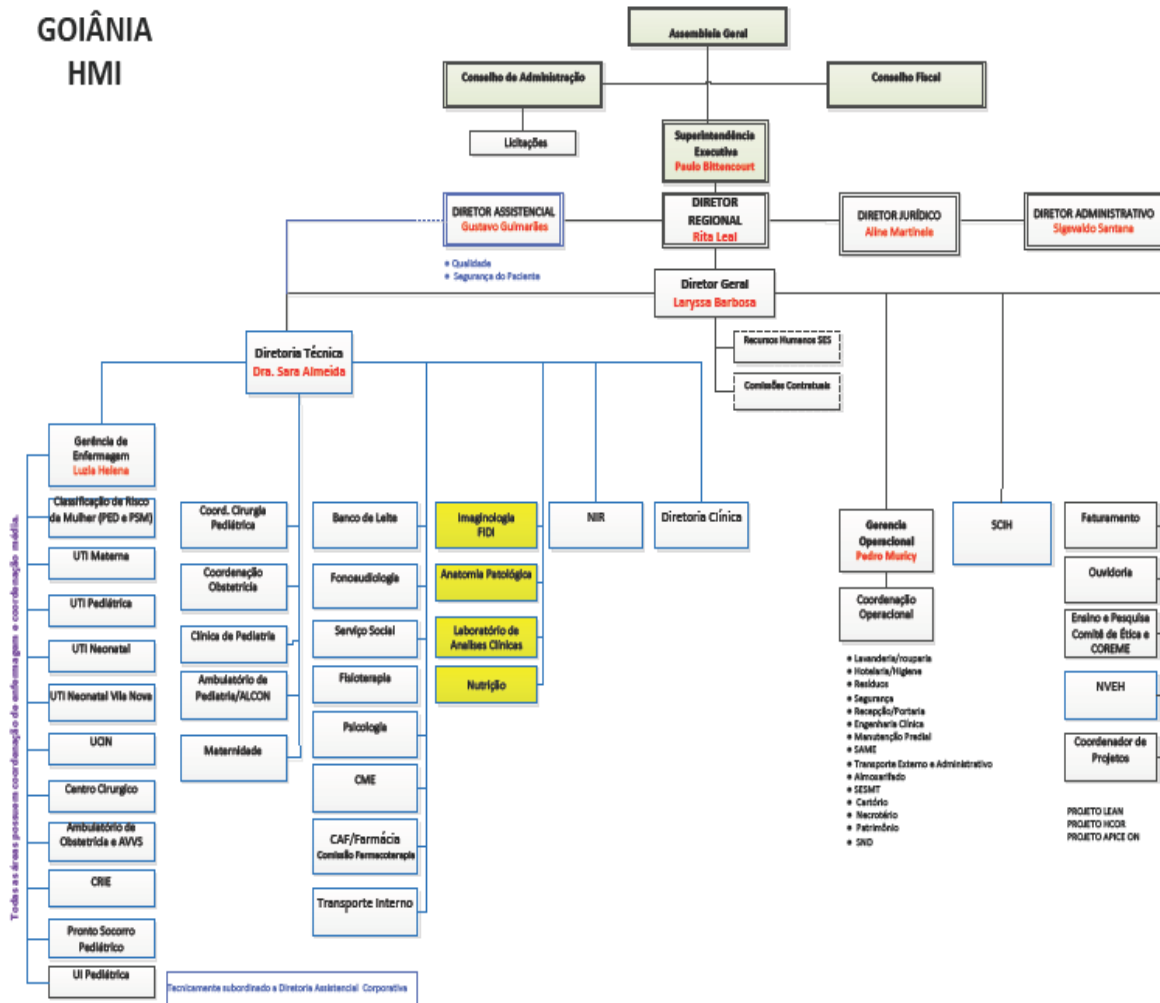 GOIÂNIA
HMI
Assembleia Geral
Conselho de Administração
Conselho Fiscal
Licitações
Superintendência
Executiva
Paulo Bittencourt
DIRETOR ASSISTENCIAL
Gustavo Guimarães
DIRETOR
REGIONAL
Rita Leal
DIRETOR JURÍDICO
Aline Martinele
DIRETOR ADMINISTRATIVO
Sigevaldo Santana
• Qualidade
• Segurança do Paciente
Diretor Geral
Laryssa Barbosa
Recursos Humanos SES
Comissões Contratuais
Diretoria Técnica
Dra. Sara Almeida
Gerência de
Enfermagem
Luzia Helena
Todas as áreas possuem coordenação de enfermagem e coordenação média.
Classificação de Risco
da Mulher (PED e PSM)
UTI Materna
UTI Pediátrica
UTI Neonatal
UTI Neonatal Vila Nova
UCIN
Centro Cirurgico
Ambulatório de
Obstetrícia e AVVS
CRIE
Pronto Socorro
Pediátrico
UI Pediátrica
Coord. Cirurgia
Pediátrica
Coordenação
Obstetrícia
Clínica de Pediatria
Ambulatório de
Pediatria/ALCON
Maternidade
Banco de Leite
Fonoaudiologia
Serviço Social
Fisioterapia
Psicologia
CME
CAF/Farmácia
Comissão Farmacoterapia
Transporte Interno
Imaginologia
FIDI
Anatomia Patológica
Laboratório de
Analises Clínicas
Nutrição
NIR
Diretoria Clínica
Gerencia
Operacional
Pedro Muricy
Coordenação
Operacional
• Lavanderia/rouparia
• Hotelaria/Higiene
• Resíduos
• Segurança
• Recepção/Portaria
• Engenharia Clínica
• Manutenção Predial
• SAME
• Transporte Externo e Administrativo
• Almoxarifado
• SESMT
• Cartório
• Necrotério
• Patrimônio
• SND
SCIH
Faturamento
Ouvidoria
Ensino e Pesquisa
Comitê de Ética e
COREME
NVEH
Coordenador de
Projetos
PROJETO LEAN
PROJETO HCOR
PROJETO APICE ON
Tecnicamente subordinado a Diretoria Assistencial Corporativa